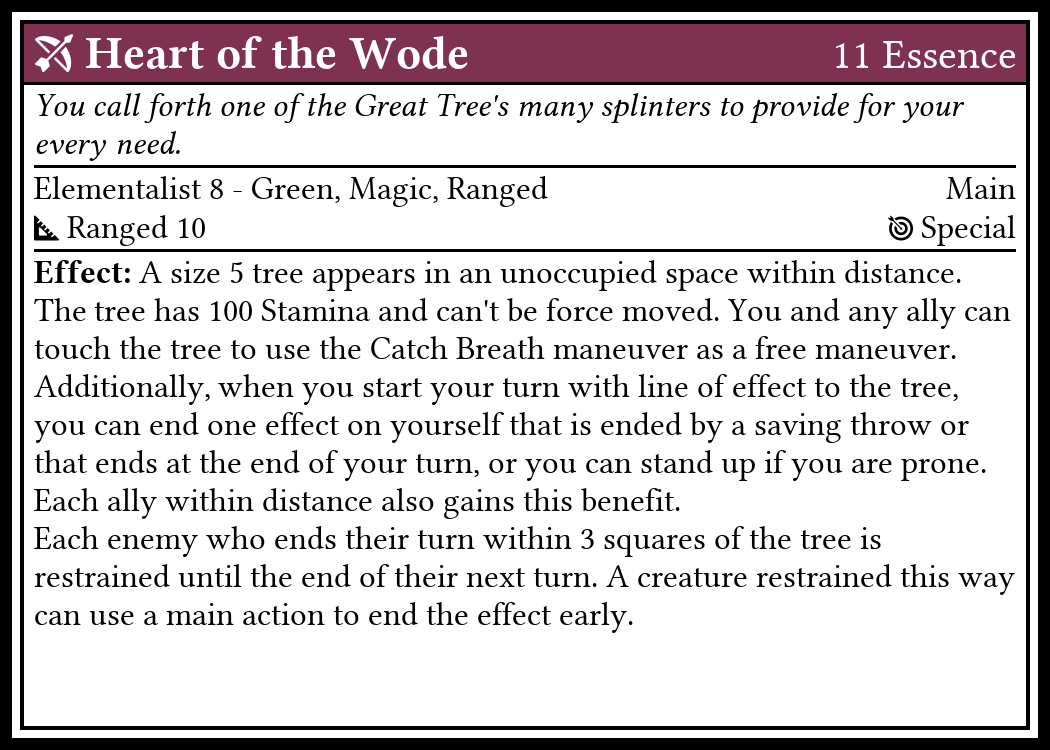 Heart of the Wode 11 Essence
You call forth one of the Great Tree's many splinters to provide for your
every need.
Elementalist 8 - Green, Magic, Ranged Main
Ranged 10 Special
Effect: A size 5 tree appears in an unoccupied space within distance.
The tree has 100 Stamina and can't be force moved. You and any ally can
touch the tree to use the Catch Breath maneuver as a free maneuver.
Additionally, when you start your turn with line of effect to the tree,
you can end one effect on yourself that is ended by a saving throw or
that ends at the end of your turn, or you can stand up if you are prone.
Each ally within distance also gains this benefit.
Each enemy who ends their turn within 3 squares of the tree is
restrained until the end of their next turn. A creature restrained this way
can use a main action to end the effect early.